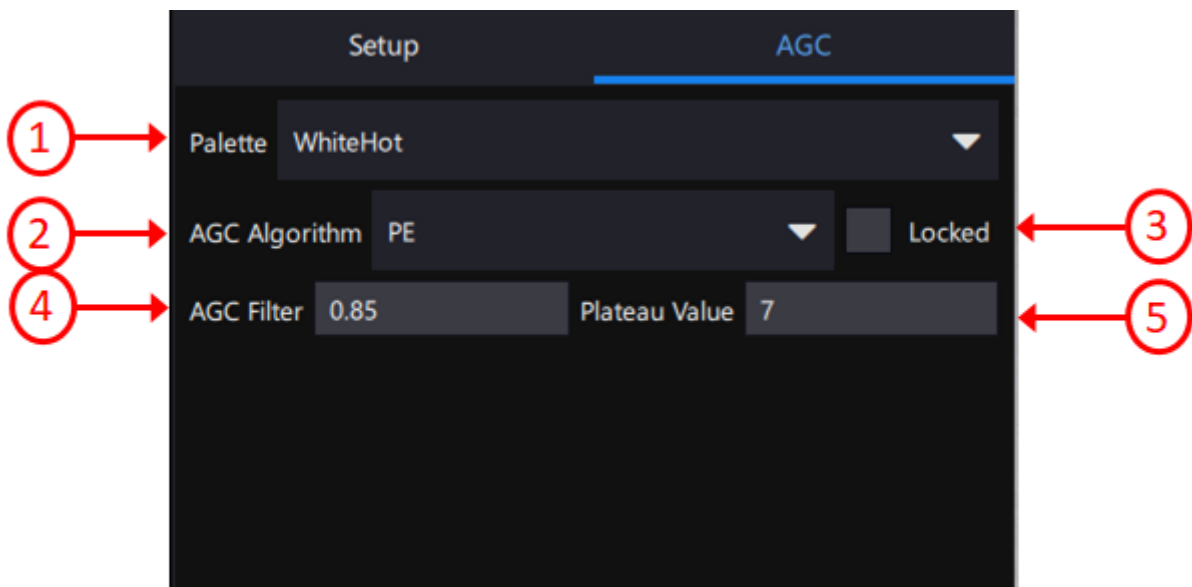 Setup AGC
1 Palette WhiteHot
2 AGC Algorithm PE Locked 3
4 AGC Filter 0.85 Plateau Value 7 5